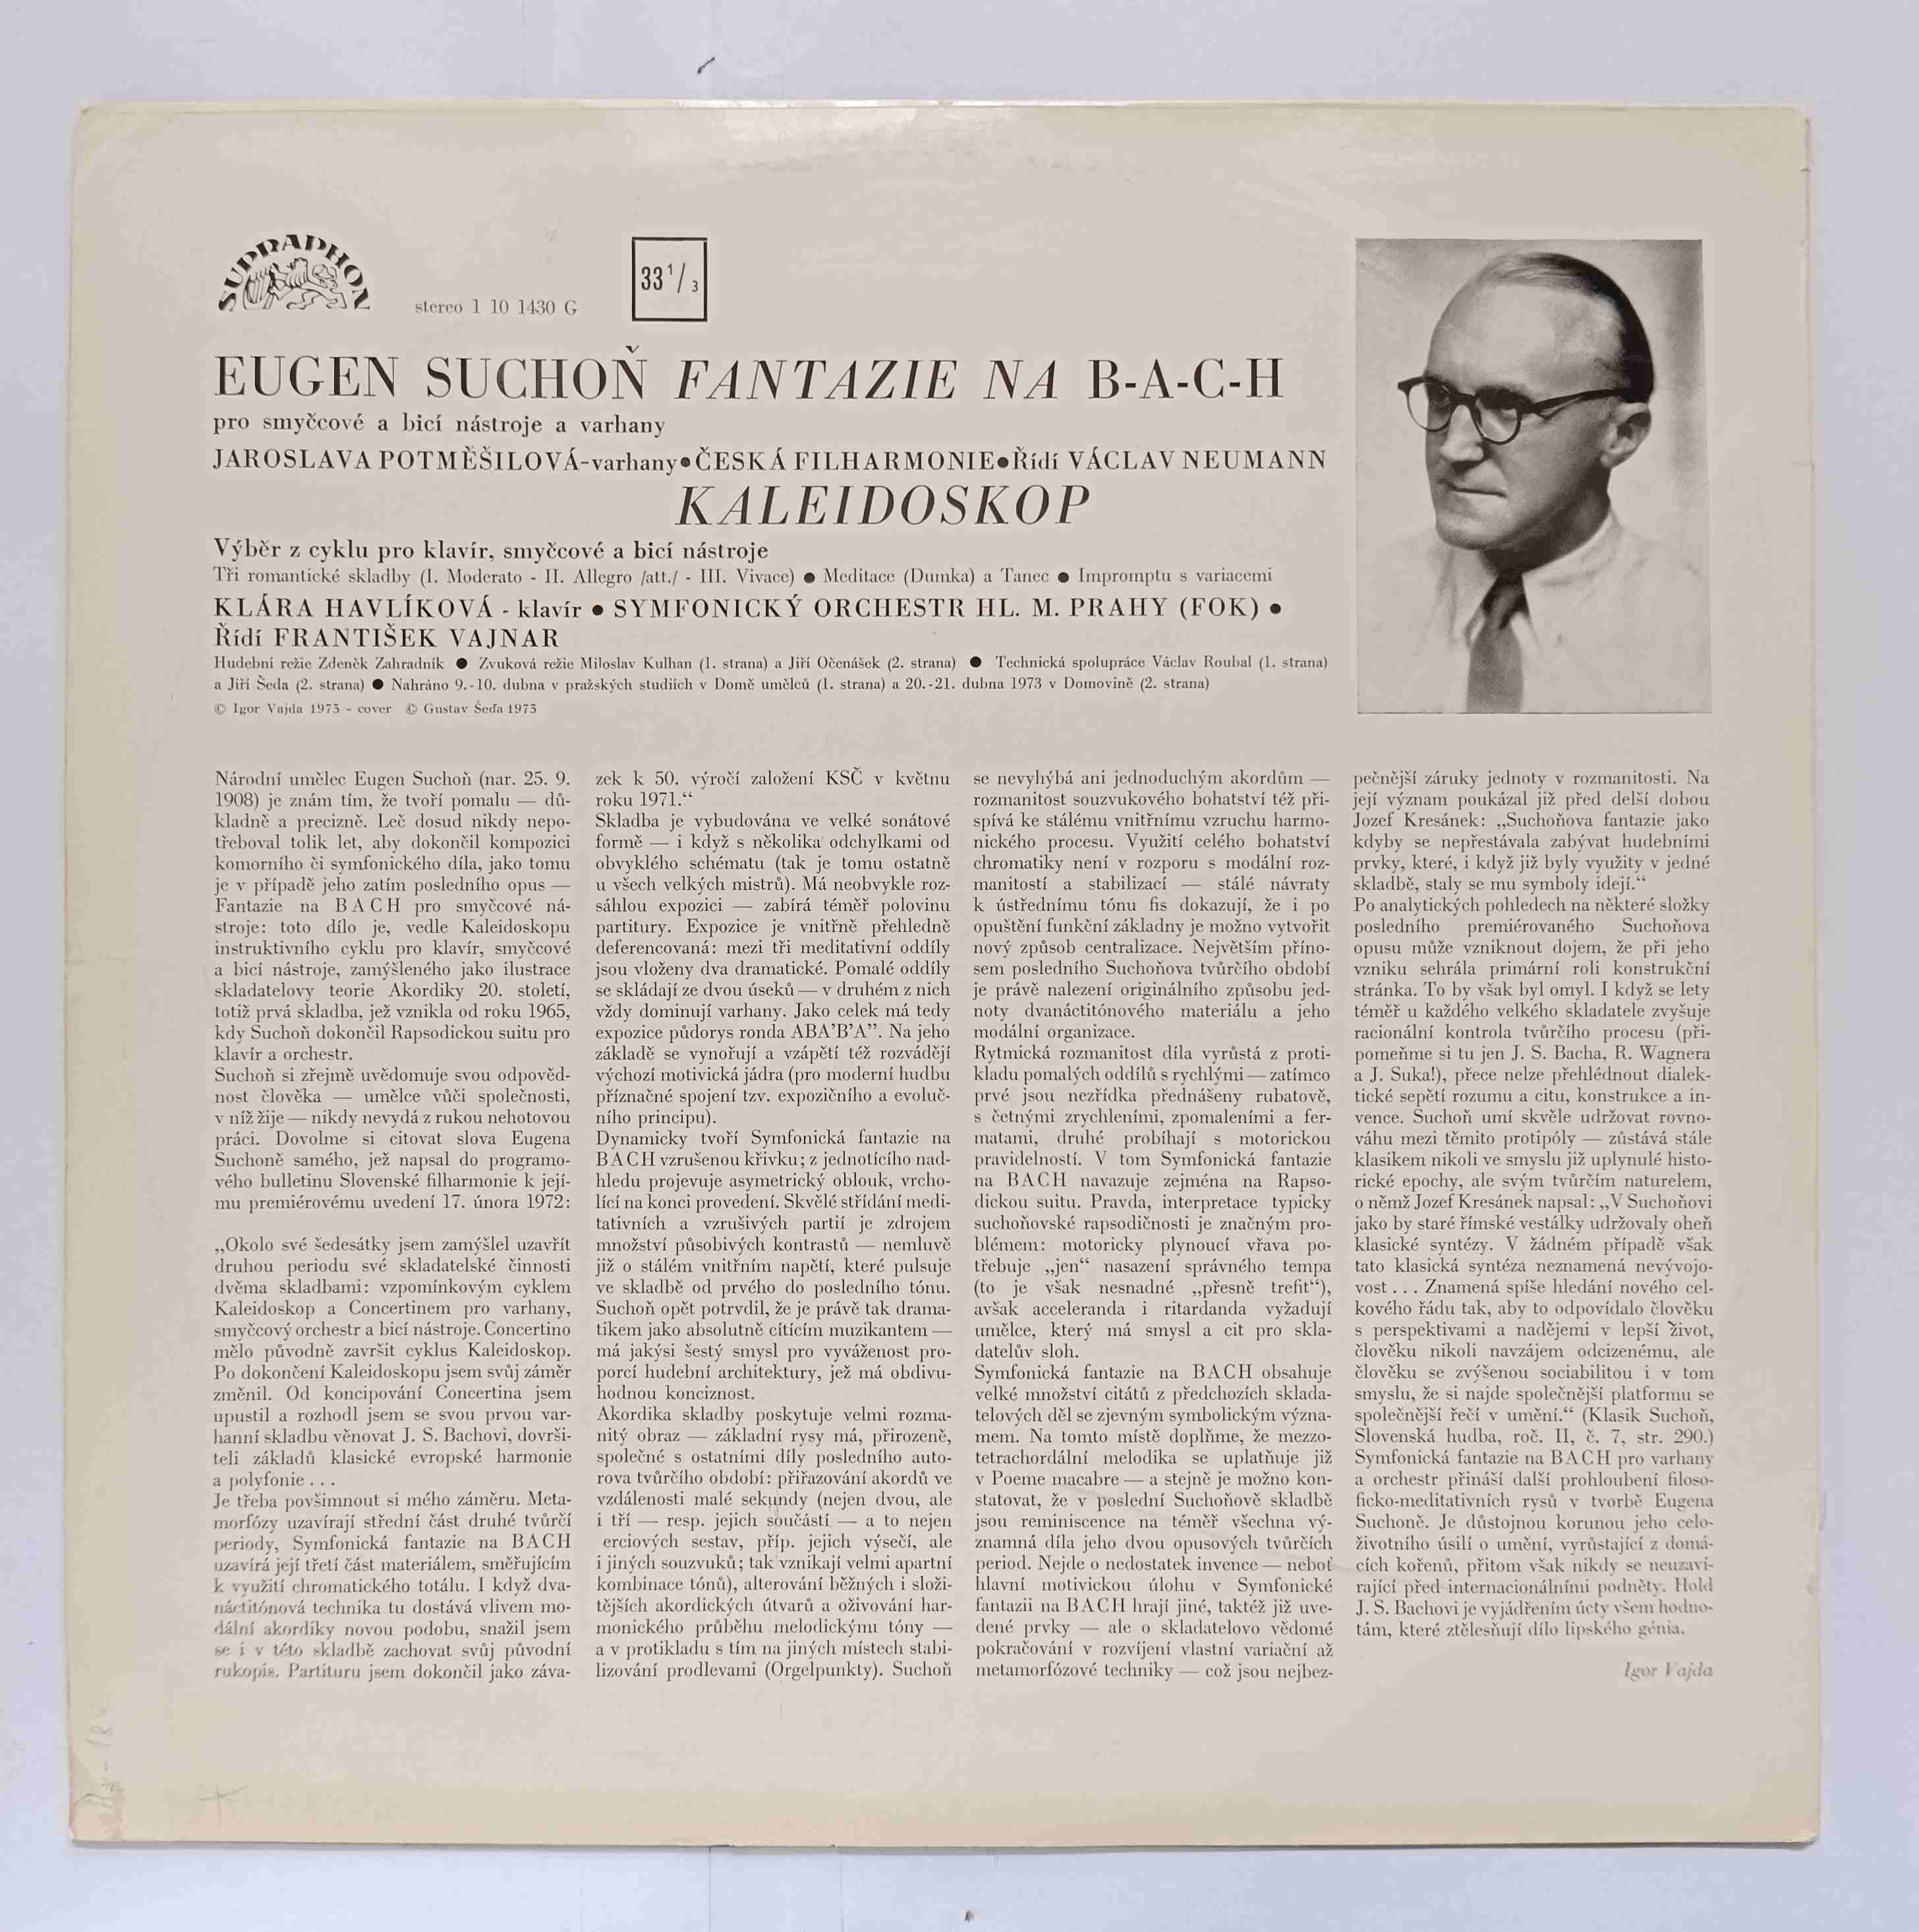 SUPRAPHON
stereo 1 10 1430 G
33 1/3
EUGEN SUCHOŇ FANTAZIE NA B-A-C-H
pro smyčcové a bicí nástroje a varhany
JAROSLAVA POTMĚŠILOVÁ-varhany●ČESKÁ FILHARMONIE●Řídí VÁCLAV NEUMANN
KALEIDOSKOP
Výběr z cyklu pro klavír, smyčcové a bicí nástroje
Tři romantické skladby (I. Moderato - II. Allegro /att./ - III. Vivace) ● Meditace (Dumka) a Tanec ● Impromptu s variacemi
KLÁRA HAVLÍKOVÁ - klavír ● SYMFONICKÝ ORCHESTR HL. M. PRAHY (FOK) ●
Řídí FRANTIŠEK VAJNAR
Hudební režie Zdeněk Zahradník ● Zvuková režie Miloslav Kulhan (1. strana) a Jiří Očenášek (2. strana) ● Technická spolupráce Václav Roubal (1. strana)
a Jiří Šeda (2. strana) ● Nahráno 9.-10. dubna v pražských studiích v Domě umělců (1. strana) a 20.-21. dubna 1973 v Domovině (2. strana)
© Igor Vajda 1973 - cover © Gustav Šeďa 1973
Národní umělec Eugen Suchoň (nar. 25. 9.
1908) je znám tím, že tvoří pomalu — dů-
kladně a precizně. Leč dosud nikdy nepo-
třeboval tolik let, aby dokončil kompozici
komorního či symfonického díla, jako tomu
je v případě jeho zatím posledního opus —
Fantazie na BACH pro smyčcové ná-
stroje: toto dílo je, vedle Kaleidoskopu
instruktivního cyklu pro klavír, smyčcové
a bicí nástroje, zamýšleného jako ilustrace
skladatelovy teorie Akordiky 20. století,
totiž prvá skladba, jež vznikla od roku 1965,
kdy Suchoň dokončil Rapsodickou suitu pro
klavír a orchestr.
Suchoň si zřejmě uvědomuje svou odpověd-
nost člověka — umělce vůči společnosti,
v níž žije — nikdy nevydá z rukou nehotovou
práci. Dovolme si citovat slova Eugena
Suchoně samého, jež napsal do programo-
vého bulletinu Slovenské filharmonie k její-
mu premiérovému uvedení 17. února 1972:
„Okolo své šedesátky jsem zamýšlel uzavřít
druhou periodu své skladatelské činnosti
dvěma skladbami: vzpomínkovým cyklem
Kaleidoskop a Concertinem pro varhany,
smyčcový orchestr a bicí nástroje. Concertino
mělo původně završit cyklus Kaleidoskop.
Po dokončení Kaleidoskopu jsem svůj záměr
změnil. Od koncipování Concertina jsem
upustil a rozhodl jsem se svou prvou var-
hanní skladbu věnovat J. S. Bachovi, dovrši-
teli základů klasické evropské harmonie
a polyfonie . . .
Je třeba povšimnout si mého záměru. Meta-
morfózy uzavírají střední část druhé tvůrčí
periody, Symfonická fantazie na BACH
uzavírá její třetí část materiálem, směřujícím
k využití chromatického totálu. I když dva-
náctitónová technika tu dostává vlivem mo-
dální akordiky novou podobu, snažil jsem
se i v této skladbě zachovat svůj původní
rukopis. Partituru jsem dokončil jako záva-
zek k 50. výročí založení KSČ v květnu
roku 1971.“
Skladba je vybudována ve velké sonátové
formě — i když s několika odchylkami od
obvyklého schématu (tak je tomu ostatně
u všech velkých mistrů). Má neobvykle roz-
sáhlou expozici — zabírá téměř polovinu
partitury. Expozice je vnitřně přehledně
deferencovaná: mezi tři meditativní oddíly
jsou vloženy dva dramatické. Pomalé oddíly
se skládají ze dvou úseků — v druhém z nich
vždy dominují varhany. Jako celek má tedy
expozice půdorys ronda ABA’B’A”. Na jeho
základě se vynořují a vzápětí též rozvádějí
výchozí motivická jádra (pro moderní hudbu
příznačné spojení tzv. expozičního a evoluč-
ního principu).
Dynamicky tvoří Symfonická fantazie na
BACH vzrušenou křivku; z jednotícího nad-
hledu projevuje asymetrický oblouk, vrcho-
lící na konci provedení. Skvělé střídání medi-
tativních a vzrušivých partií je zdrojem
množství působivých kontrastů — nemluvě
již o stálém vnitřním napětí, které pulsuje
ve skladbě od prvého do posledního tónu.
Suchoň opět potvrdil, že je právě tak drama-
tikem jako absolutně cítícím muzikantem —
má jakýsi šestý smysl pro vyváženost pro-
porcí hudební architektury, jež má obdivu-
hodnou konciznost.
Akordika skladby poskytuje velmi rozma-
nitý obraz — základní rysy má, přirozeně,
společné s ostatními díly posledního auto-
rova tvůrčího období: přiřazování akordů ve
vzdálenosti malé sekundy (nejen dvou, ale
i tří — resp. jejich součástí — a to nejen
erciových sestav, příp. jejich výsečí, ale
i jiných souzvuků; tak vznikají velmi apartní
kombinace tónů), alterování běžných i složi-
tějších akordických útvarů a oživování har-
monického průběhu melodickými tóny —
a v protikladu s tím na jiných místech stabi-
lizování prodlevami (Orgelpunkty). Suchoň
se nevyhýbá ani jednoduchým akordům —
rozmanitost souzvukového bohatství též při-
spívá ke stálému vnitřnímu vzruchu harmo-
nického procesu. Využití celého bohatství
chromatiky není v rozporu s modální roz-
manitostí a stabilizací — stálé návraty
k ústřednímu tónu fis dokazují, že i po
opuštění funkční základny je možno vytvořit
nový způsob centralizace. Největším příno-
sem posledního Suchoňova tvůrčího období
je právě nalezení originálního způsobu jed-
noty dvanáctitónového materiálu a jeho
modální organizace.
Rytmická rozmanitost díla vyrůstá z proti-
kladu pomalých oddílů s rychlými — zatímco
prvé jsou nezřídka přednášeny rubatově,
s četnými zrychleními, zpomaleními a fer-
matami, druhé probíhají s motorickou
pravidelností. V tom Symfonická fantazie
na BACH navazuje zejména na Rapso-
dickou suitu. Pravda, interpretace typicky
suchoňovské rapsodičnosti je značným pro-
blémem: motoricky plynoucí vřava po-
třebuje „jen“ nasazení správného tempa
(to je však nesnadné „přesně trefit“),
avšak acceleranda i ritardanda vyžadují
umělce, který má smysl a cit pro skla-
datelův sloh.
Symfonická fantazie na BACH obsahuje
velké množství citátů z předchozích sklada-
telových děl se zjevným symbolickým význa-
mem. Na tomto místě doplňme, že mezzo-
tetrachordální melodika se uplatňuje již
v Poeme macabre — a stejně je možno kon-
statovat, že v poslední Suchoňově skladbě
jsou reminiscence na téměř všechna vý-
znamná díla jeho dvou opusových tvůrčích
period. Nejde o nedostatek invence — neboť
hlavní motivickou úlohu v Symfonické
fantazii na BACH hrají jiné, taktéž již uve-
dené prvky — ale o skladatelovo vědomé
pokračování v rozvíjení vlastní variační až
metamorfózové techniky — což jsou nejbez-
pečnější záruky jednoty v rozmanitosti. Na
její význam poukázal již před delší dobou
Jozef Kresánek: „Suchoňova fantazie jako
kdyby se nepřestávala zabývat hudebními
prvky, které, i když již byly využity v jedné
skladbě, staly se mu symboly idejí.“
Po analytických pohledech na některé složky
posledního premiérovaného Suchoňova
opusu může vzniknout dojem, že při jeho
vzniku sehrála primární roli konstrukční
stránka. To by však byl omyl. I když se lety
téměř u každého velkého skladatele zvyšuje
racionální kontrola tvůrčího procesu (při-
pomeňme si tu jen J. S. Bacha, R. Wagnera
a J. Suka!), přece nelze přehlédnout dialek-
tické sepětí rozumu a citu, konstrukce a in-
vence. Suchoň umí skvěle udržovat rovno-
váhu mezi těmito protipóly — zůstává stále
klasikem nikoli ve smyslu již uplynulé histo-
rické epochy, ale svým tvůrčím naturelem,
o němž Jozef Kresánek napsal: „V Suchoňovi
jako by staré římské vestálky udržovaly oheň
klasické syntézy. V žádném případě však
tato klasická syntéza neznamená nevývojo-
vost . . . Znamená spíše hledání nového cel-
kového řádu tak, aby to odpovídalo člověku
s perspektivami a nadějemi v lepší život,
člověku nikoli navzájem odcizenému, ale
člověku se zvýšenou sociabilitou i v tom
smyslu, že si najde společnější platformu se
společnější řečí v umění.“ (Klasik Suchoň,
Slovenská hudba, roč. II, č. 7, str. 290.)
Symfonická fantazie na BACH pro varhany
a orchestr přináší další prohloubení filoso-
ficko-meditativních rysů v tvorbě Eugena
Suchoně. Je důstojnou korunou jeho celo-
životního úsilí o umění, vyrůstající z domá-
cích kořenů, přitom však nikdy se neuzaví-
rající před internacionálními podněty. Hold
J. S. Bachovi je vyjádřením úcty všem hodno-
tám, které ztělesňují dílo lipského génia.
Igor Vajda